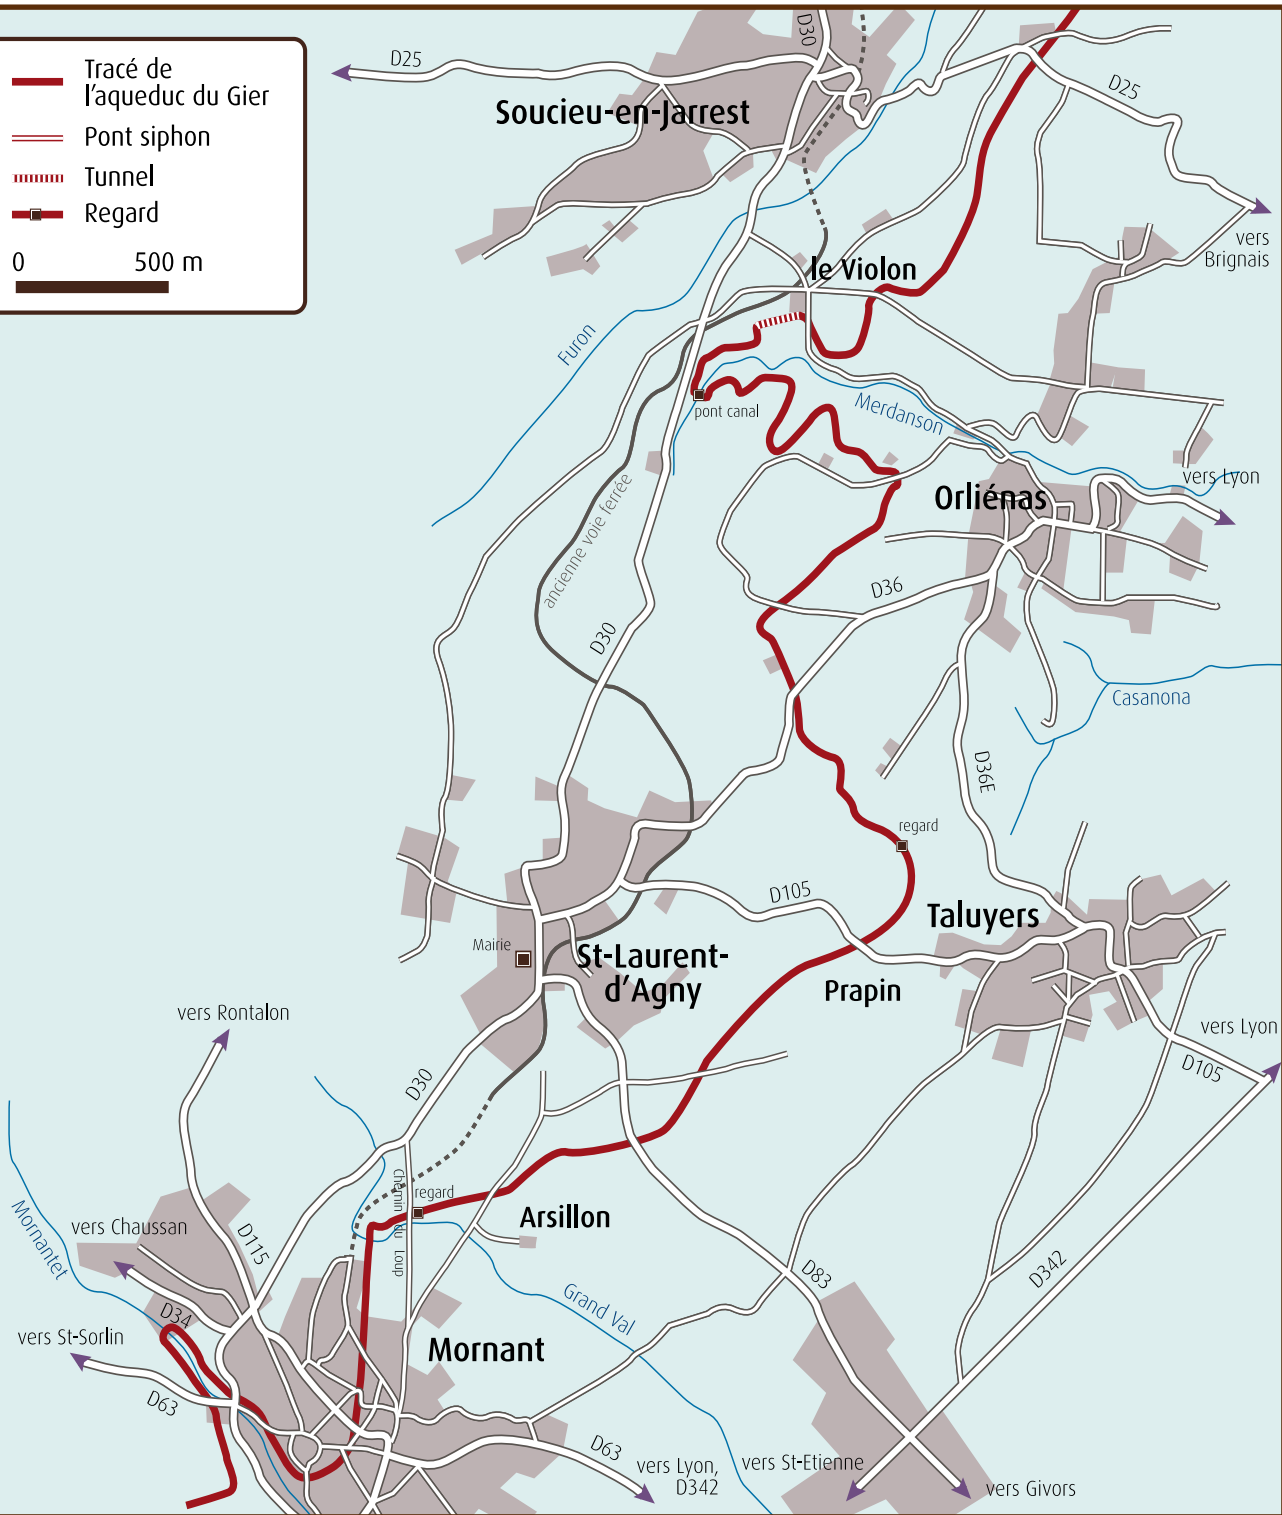 Tracé de
l'aqueduc du Gier
Pont siphon
Tunnel
Regard
0 500 m
D25
D30
Soucieu-en-Jarrest
D25
vers
Brignais
le Violon
Furon
pont canal
Merdanson
ancienne voie ferrée
Orliénas
vers Lyon
D36
D30
Casanona
D36E
regard
D105
Taluyers
Mairie
St-Laurent-
d'Agny
Prapin
vers Rontalon
vers Lyon
D105
D30
Chemin du Loup
regard
Arsillon
Mornantet
vers Chaussan
D115
D34
vers St-Sorlin
D63
Grand Val
D83
D342
Mornant
D63
vers Lyon,
D342
vers St-Etienne
vers Givors